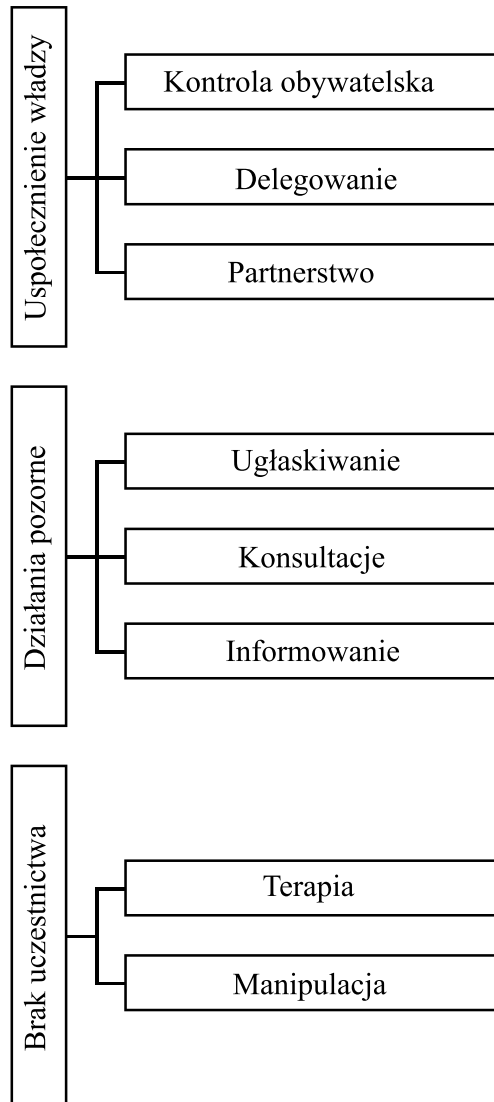 Uspołecznienie władzy
Kontrola obywatelska
Delegowanie
Partnerstwo
Działania pozorne
Ugłaskiwanie
Konsultacje
Informowanie
Brak uczestnictwa
Terapia
Manipulacja